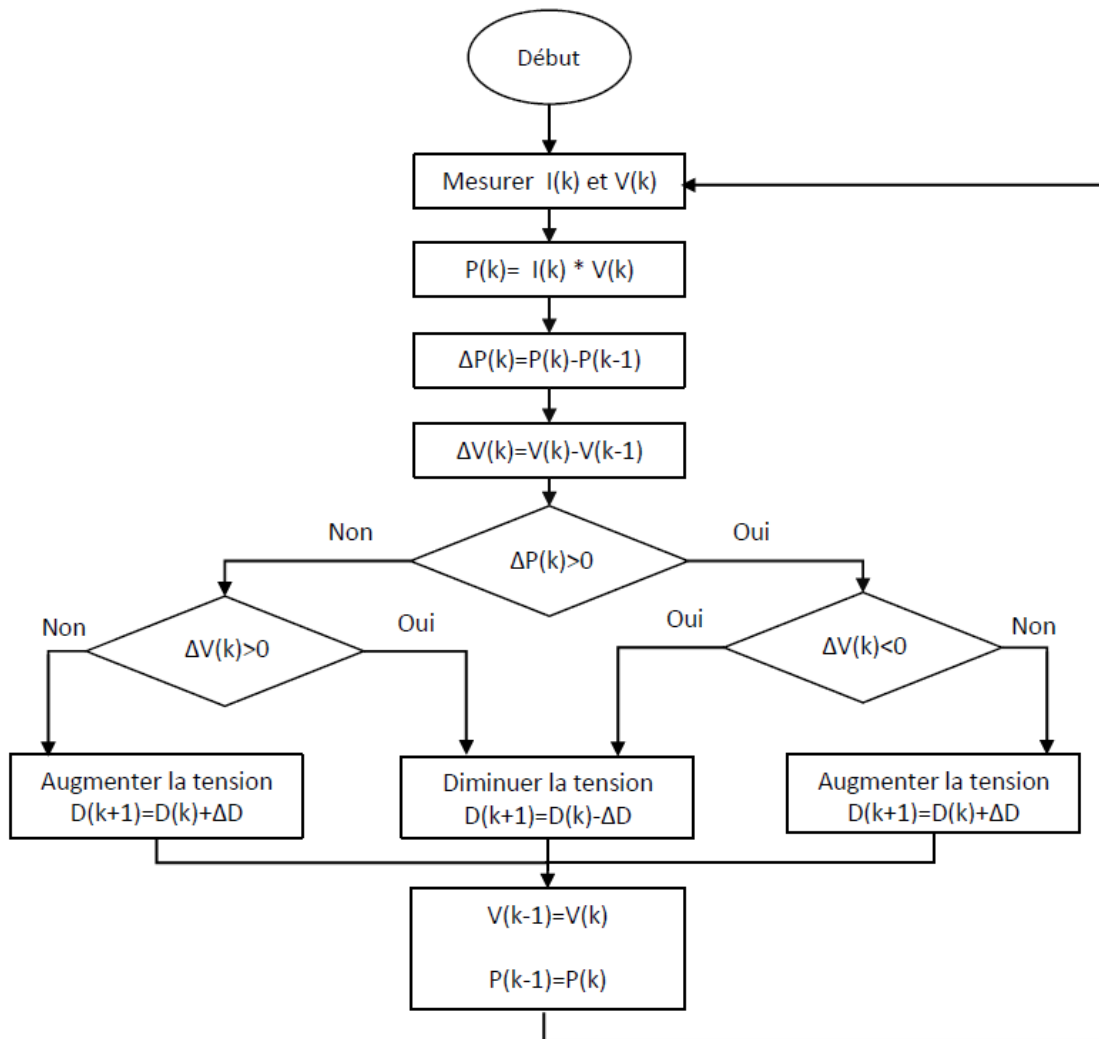 Début
Mesurer I(k) et V(k)
P(k)= I(k) * V(k)
ΔP(k)=P(k)-P(k-1)
ΔV(k)=V(k)-V(k-1)
Non
Oui
ΔP(k)>0
Non
Oui
Oui
Non
ΔV(k)>0
ΔV(k)<0
Augmenter la tension
D(k+1)=D(k)+ΔD
Diminuer la tension
D(k+1)=D(k)-ΔD
Augmenter la tension
D(k+1)=D(k)+ΔD
V(k-1)=V(k)
P(k-1)=P(k)